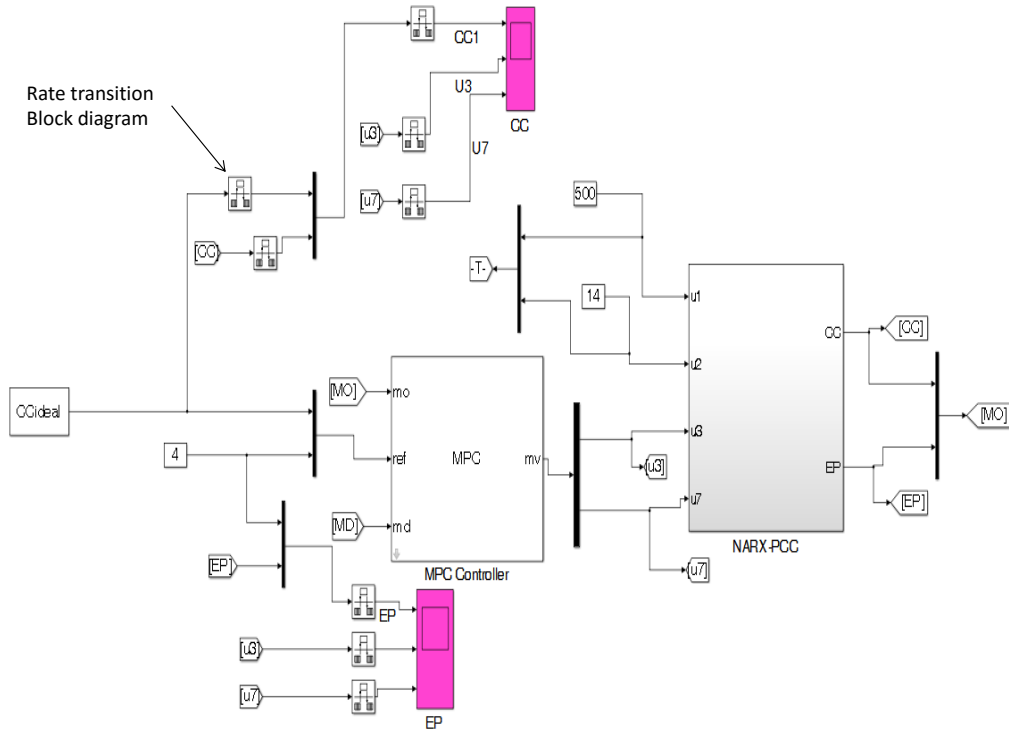 CC1
Rate transition
Block diagram
U3
[u3]
CC
U7
[u7]
500
[CC]
-T-
14
u1
CC
[CC]
u2
[MO]
mo
CCideal
[MO]
u3
4
ref
MPC
mv
[u3]
EP
u7
[EP]
[MD]
md
NARX-PCC
[EP]
MPC Controller
[u7]
EP
[u3]
[u7]
EP